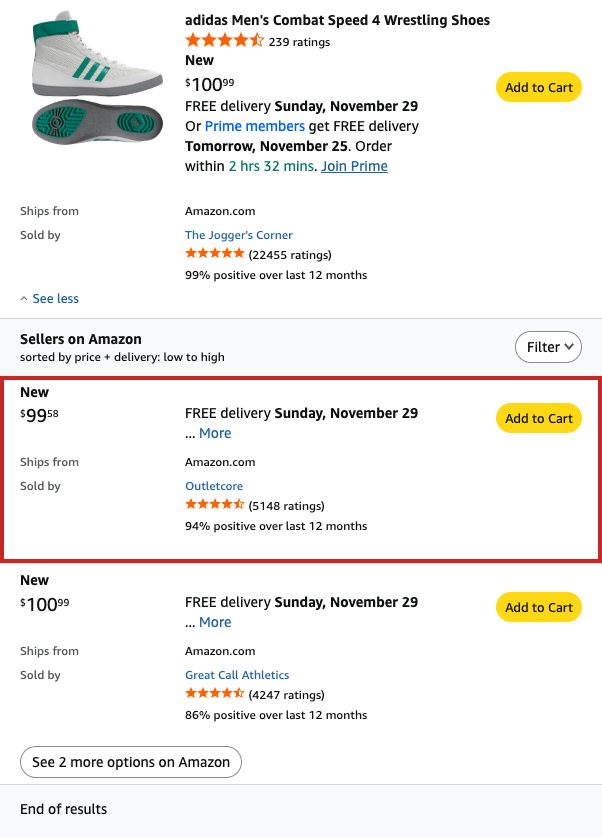 adidas Men's Combat Speed 4 Wrestling Shoes
239 ratings
New
$100.99
Add to Cart
FREE delivery Sunday, November 29
Or Prime members get FREE delivery
Tomorrow, November 25. Order
within 2 hrs 32 mins. Join Prime
Ships from Amazon.com
Sold by The Jogger's Corner
(22455 ratings)
99% positive over last 12 months
See less
Sellers on Amazon
sorted by price + delivery: low to high
Filter
New
$99.58 FREE delivery Sunday, November 29
Add to Cart
... More
Ships from Amazon.com
Sold by Outletcore
(5148 ratings)
94% positive over last 12 months
New
$100.99 FREE delivery Sunday, November 29
Add to Cart
... More
Ships from Amazon.com
Sold by Great Call Athletics
(4247 ratings)
86% positive over last 12 months
See 2 more options on Amazon
End of results